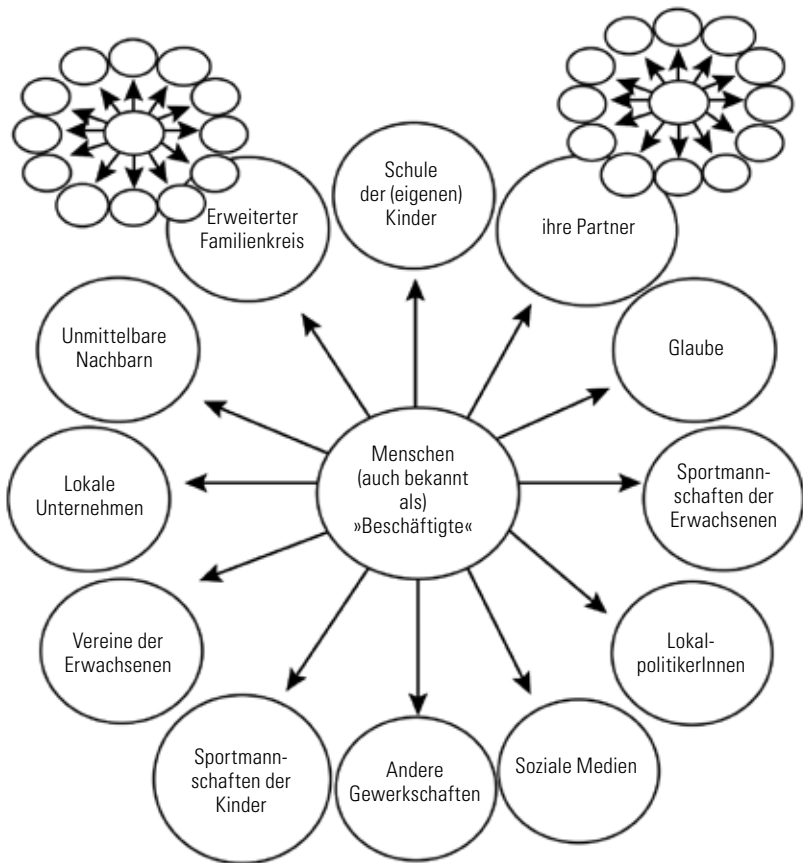 Schule
der (eigenen)
Kinder
Erweiterter
Familienkreis
ihre Partner
Unmittelbare
Nachbarn
Glaube
Menschen
(auch bekannt
als)
»Beschäftigte«
Lokale
Unternehmen
Sportmann-
schaften der
Erwachsenen
Vereine der
Erwachsenen
Lokal-
politikerInnen
Sportmann-
schaften der
Kinder
Andere
Gewerkschaften
Soziale Medien